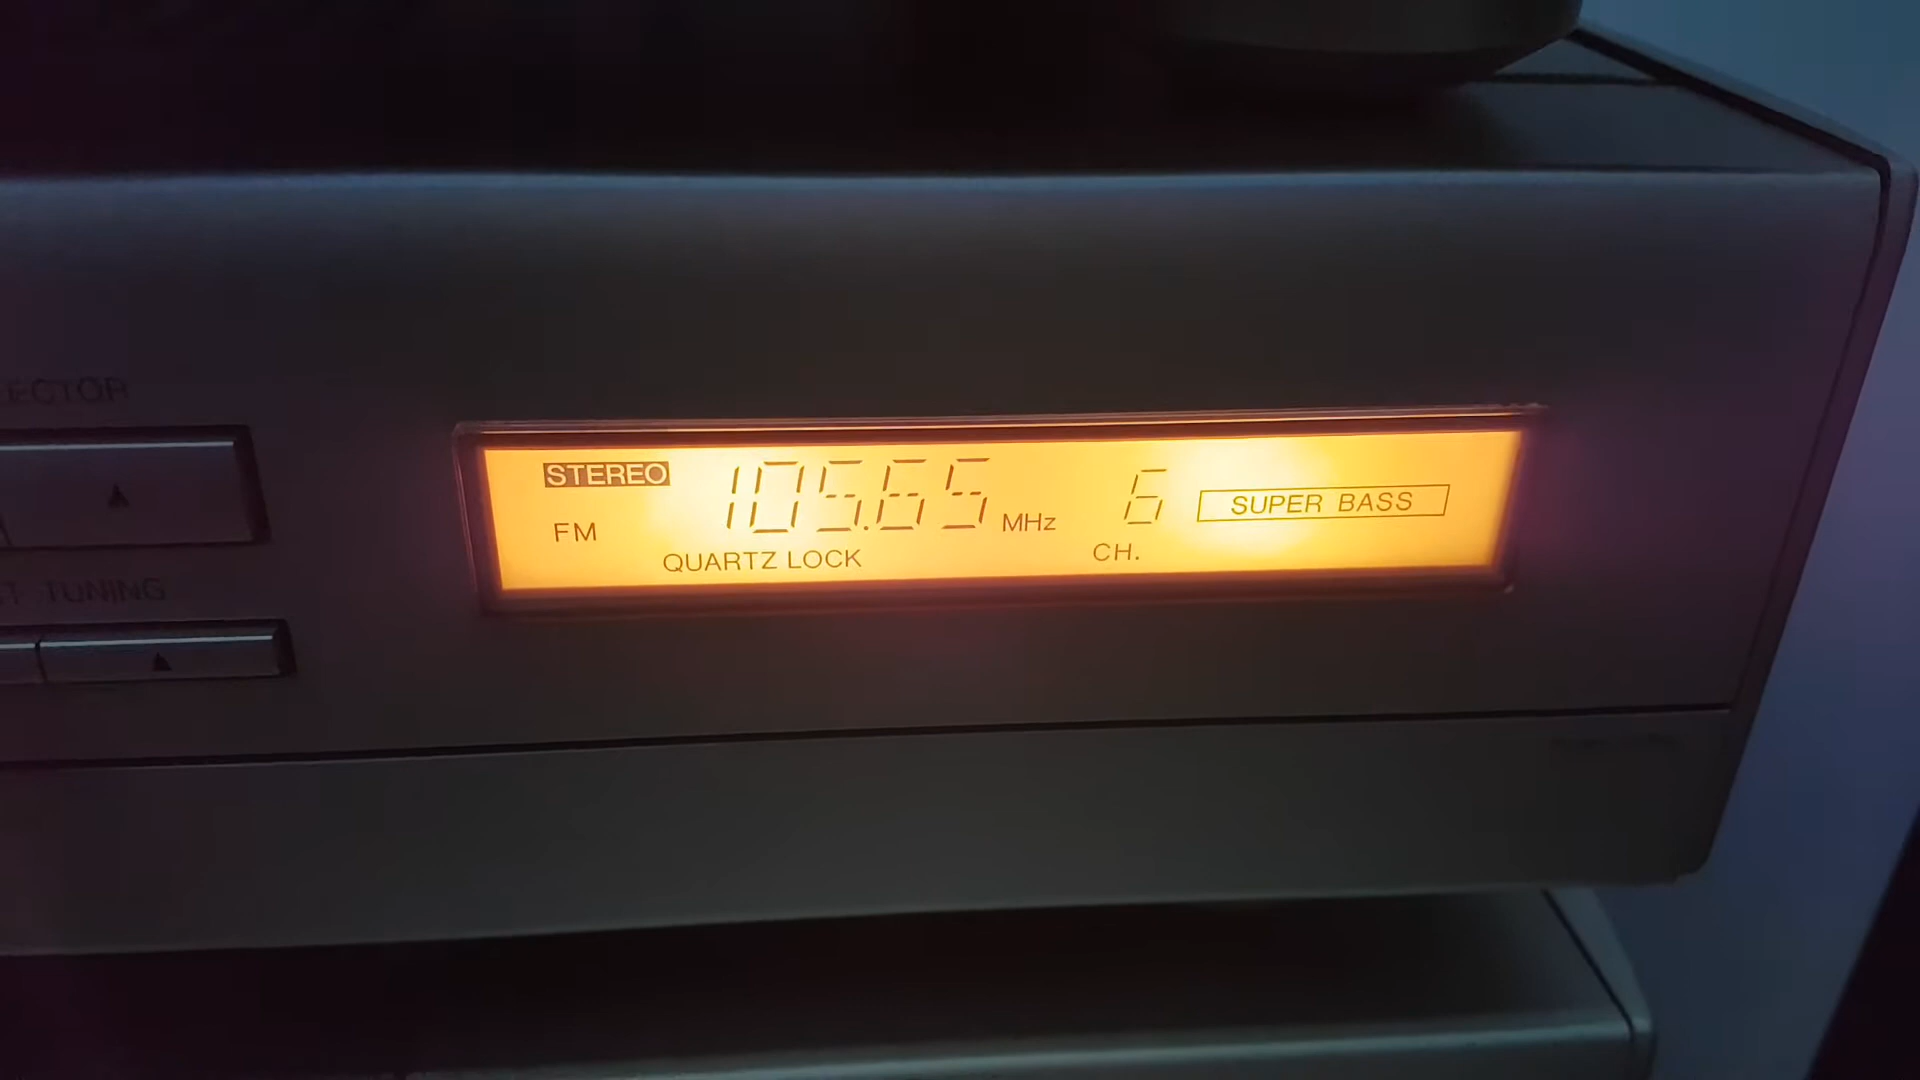 ECTOR
STEREO
105.65 MHz
6
SUPER BASS
FM
QUARTZ LOCK
CH.
T TUNING